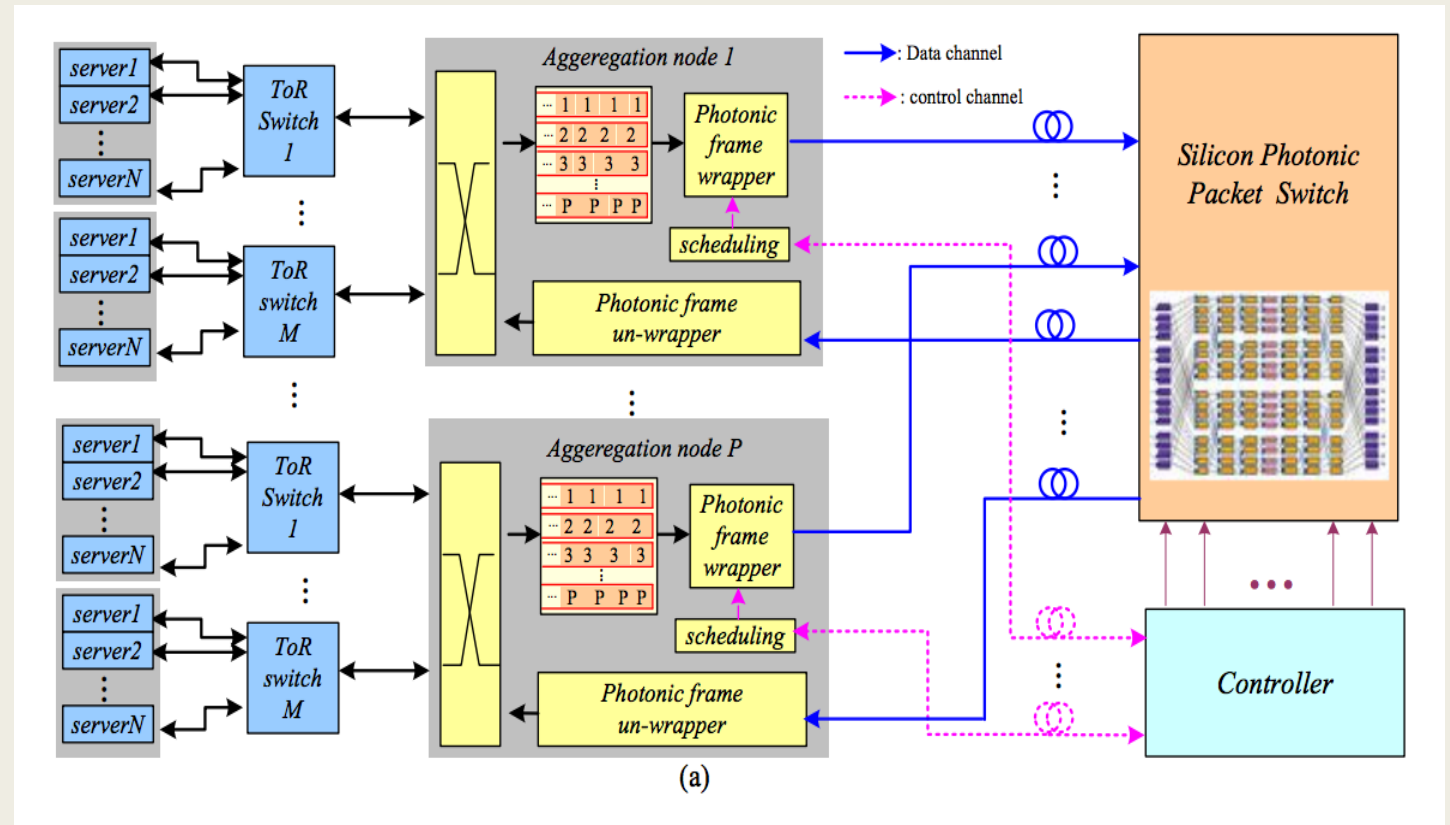 Aggeregation node 1
: Data channel
: control channel
server1
server2
serverN
ToR
Switch
1
... 1 1 1 1
... 2 2 2 2
... 3 3 3 3
... P P P P
Photonic
frame
wrapper
scheduling
Silicon Photonic
Packet Switch
server1
server2
serverN
ToR
switch
M
Photonic frame
un-wrapper
Aggeregation node P
server1
server2
serverN
ToR
Switch
1
... 1 1 1 1
... 2 2 2 2
... 3 3 3 3
... P P P P
Photonic
frame
wrapper
scheduling
server1
server2
serverN
ToR
switch
M
Photonic frame
un-wrapper
Controller
(a)